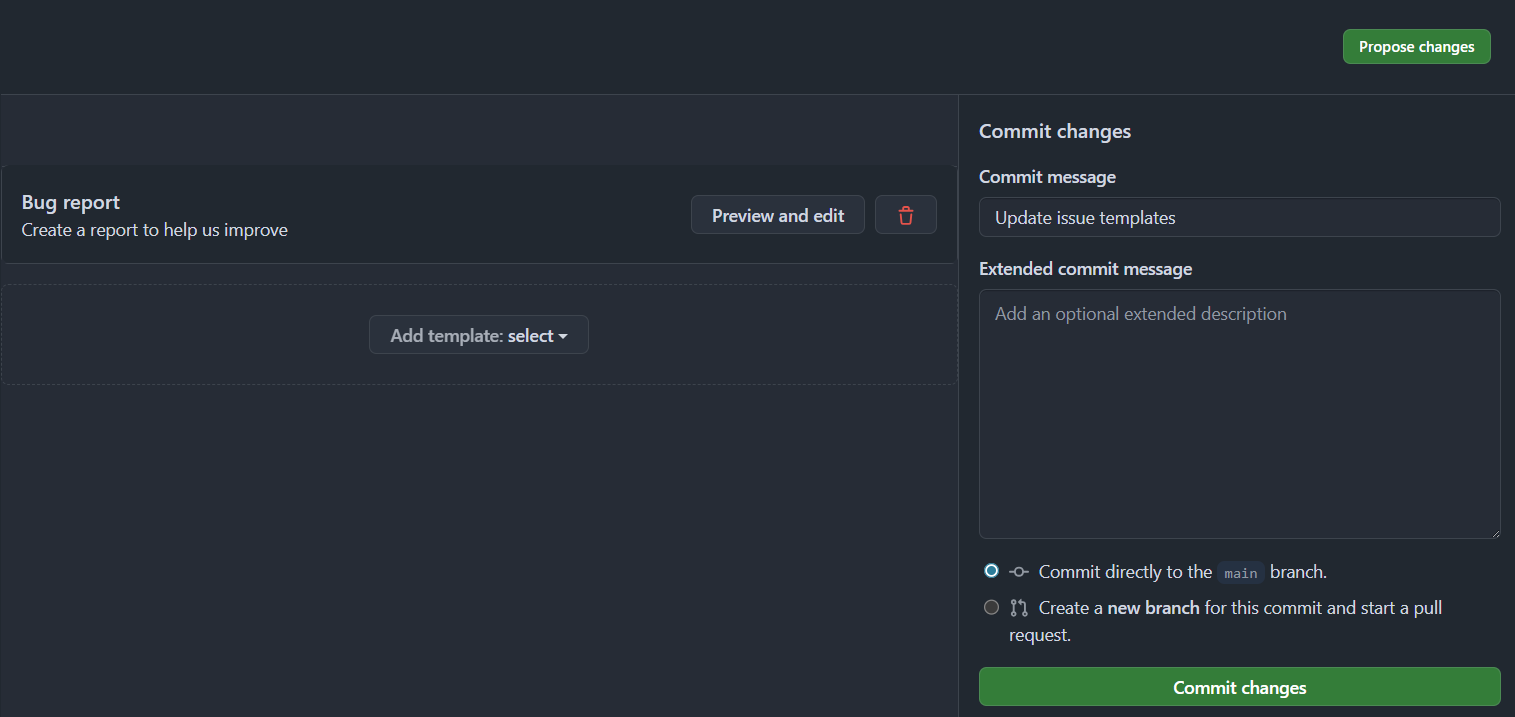 Propose changes
Bug report
Create a report to help us improve
Preview and edit
Add template: select
Commit changes
Commit message
Update issue templates
Extended commit message
Add an optional extended description
Commit directly to the main branch.
Create a new branch for this commit and start a pull
request.
Commit changes